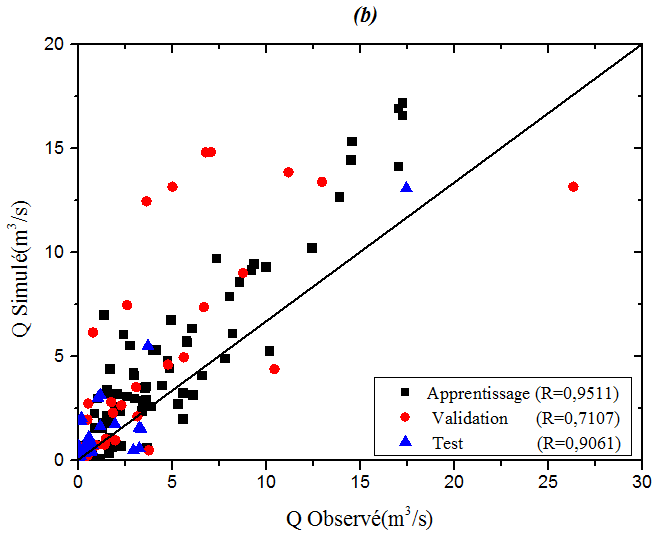 (b)
20
15
10
5
0
Q Simulé(m³/s)
Apprentissage (R=0,9511)
Validation (R=0,7107)
Test (R=0,9061)
0 5 10 15 20 25 30
Q Observé(m³/s)